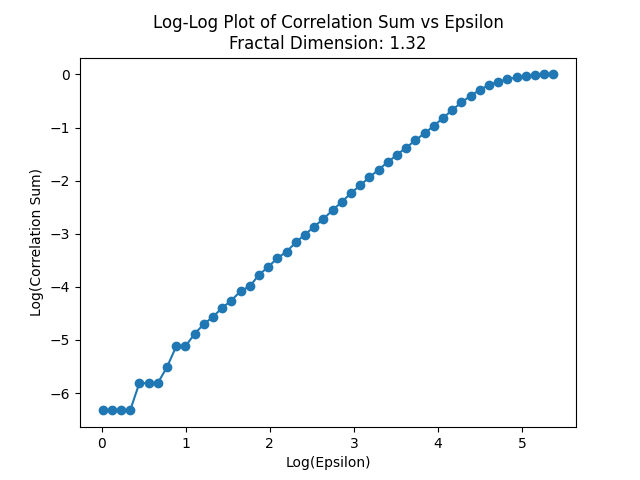 Log-Log Plot of Correlation Sum vs Epsilon
Fractal Dimension: 1.32
0
−1
−2
−3
−4
−5
−6
Log(Correlation Sum)
0 1 2 3 4 5
Log(Epsilon)